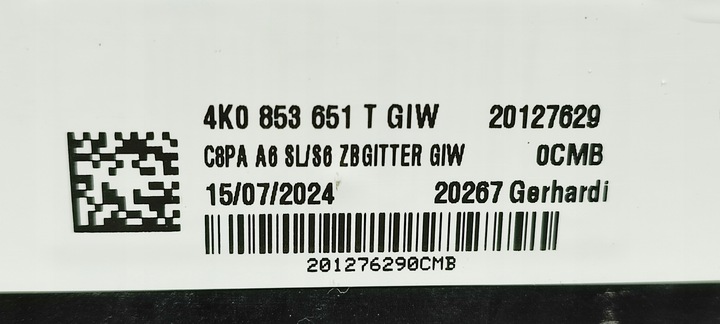 4K0 853 651 T GIW 20127629
C8PA A6 SL/S6 ZBGITTER GIW 0CMB
15/07/2024 20267 Gerhardi
201276290CMB